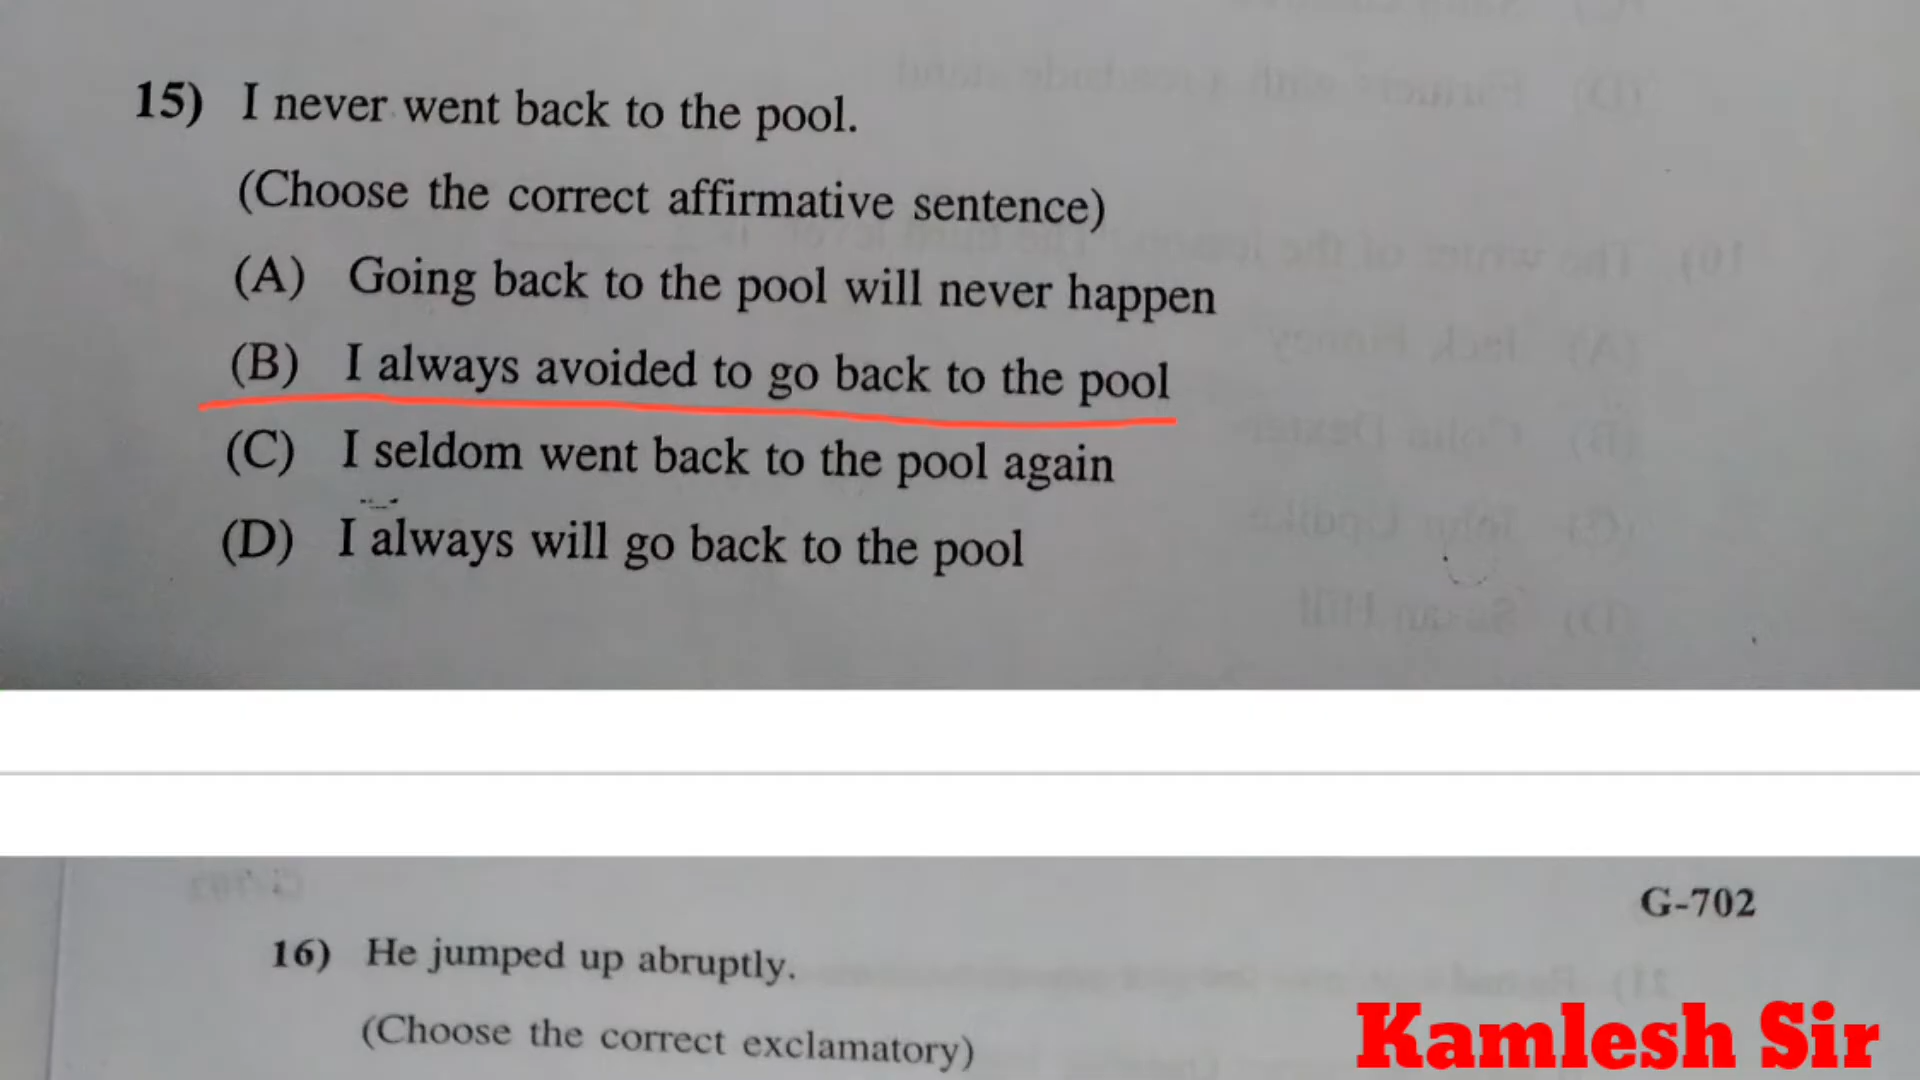 15) I never went back to the pool.
(Choose the correct affirmative sentence)
(A) Going back to the pool will never happen
(B) I always avoided to go back to the pool
(C) I seldom went back to the pool again
(D) I always will go back to the pool
G-702
16) He jumped up abruptly.
(Choose the correct exclamatory)
Kamlesh Sir